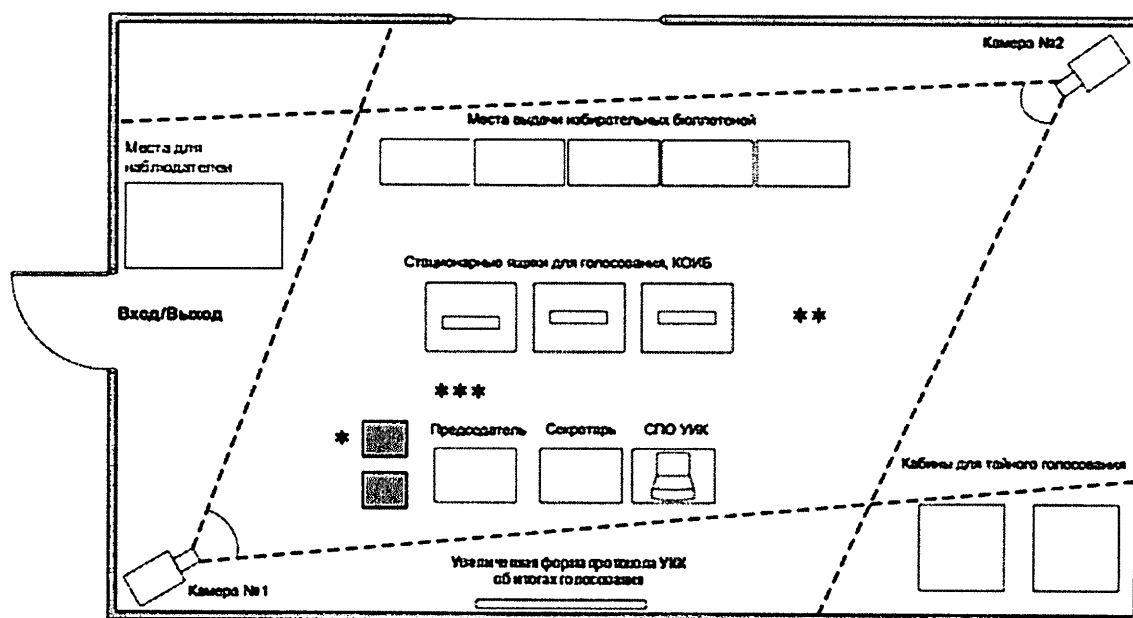 Камера №2
Места выдачи избирательных бюллетеней
Места для
наблюдателей
Стационарные ящики для голосования, КОИБ
Вход/Выход
**
***
*
Председатель
Секретарь
СПО УИК
Кабины для тайного голосования
Увеличенная форма протокола УИК
об итогах голосования
Камера №1